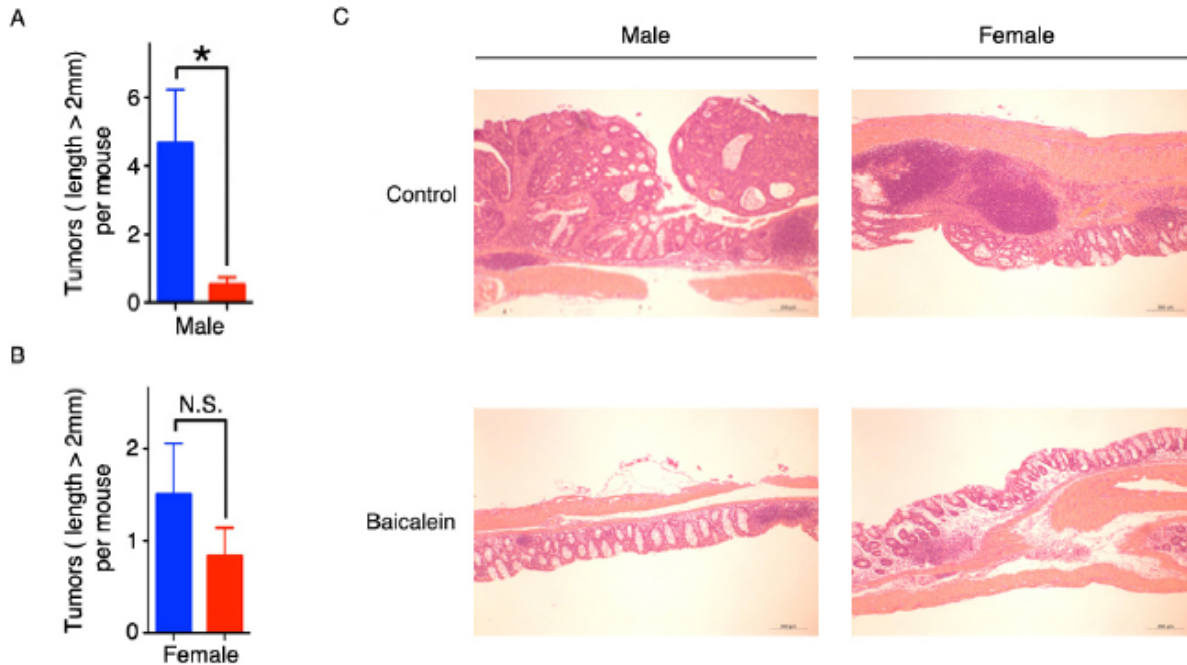 A
Tumors ( length > 2mm)
per mouse
6
4
2
0
*
Male
B
Tumors ( length > 2mm)
per mouse
2
1
0
N.S.
Female
C
Male
Female
Control
Baicalein